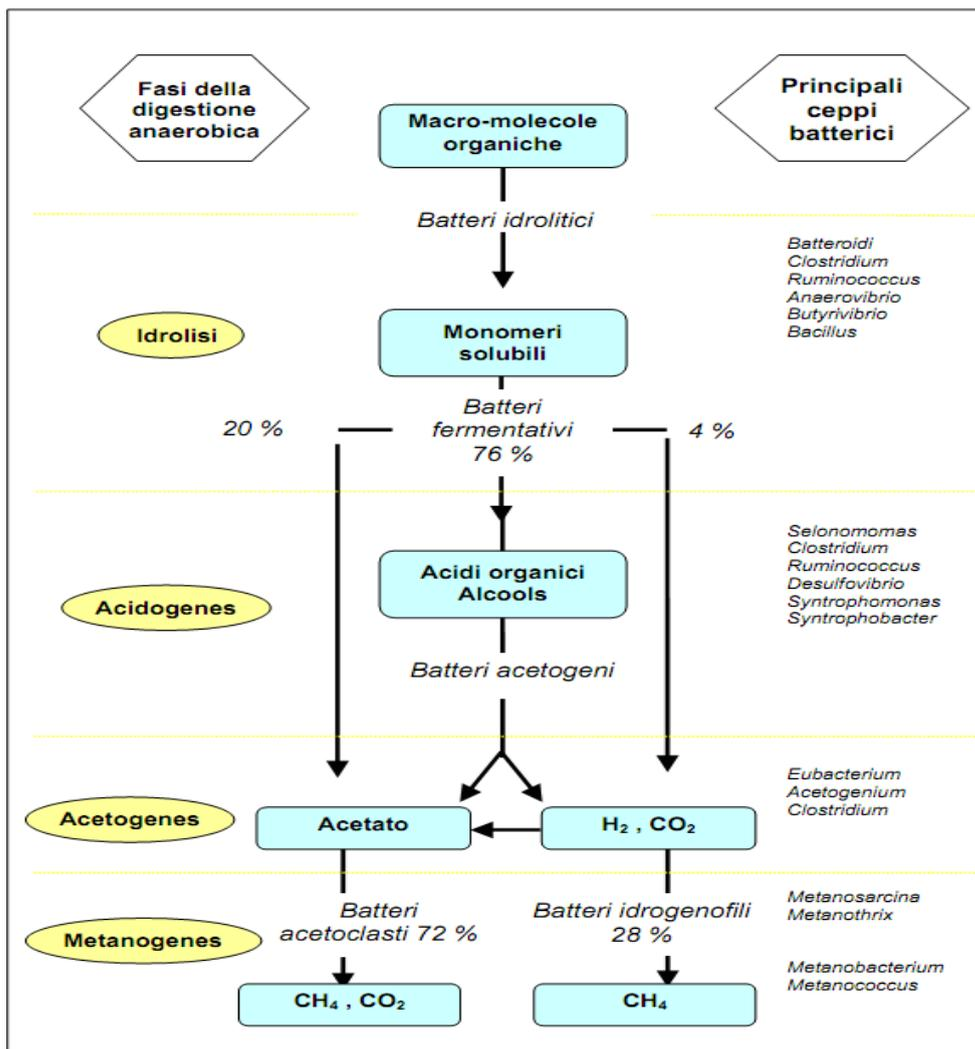 Fasi della
digestione
anaerobica
Macro-molecole
organiche
Principali
ceppi
batterici
Batteri idrolitici
Batteroidi
Clostridium
Ruminococcus
Anaerovibrio
Butyrivibrio
Bacillus
Idrolisi
Monomeri
solubili
20 %
Batteri
fermentativi
76 %
4 %
Selonomomas
Clostridium
Ruminococcus
Desulfovibrio
Syntrophomonas
Syntrophobacter
Acidogenes
Acidi organici
Alcools
Batteri acetogeni
Eubacterium
Acetogenium
Clostridium
Acetogenes
Acetato
H₂ , CO₂
Metanogenes
Batteri
acetoclasti 72 %
Batteri idrogenofili
28 %
Metanosarcina
Metanothrix
Metanobacterium
Metanococcus
CH₄ , CO₂
CH₄